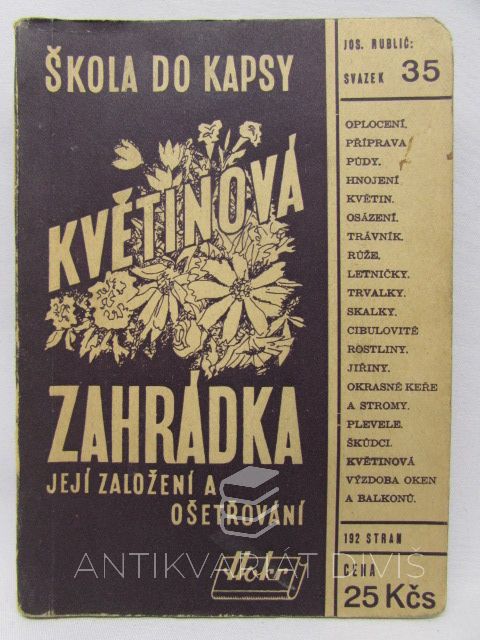 ŠKOLA DO KAPSY
KVĚTINOVÁ
ZAHRÁDKA
JEJÍ ZALOŽENÍ A
OŠETŘOVÁNÍ
JOS. RUBLIČ:
SVAZEK 35
OPLOCENÍ.
PŘÍPRAVA
PŮDY.
HNOJENÍ
KVĚTIN.
OSÁZENÍ.
TRÁVNÍK.
RŮŽE.
LETNIČKY.
TRVALKY.
SKALKY.
CIBULOVITÉ
ROSTLINY.
JIŘINY.
OKRASNÉ KEŘE
A STROMY.
PLEVELE.
ŠKŮDCI.
KVĚTINOVÁ
VÝZDOBA OKEN
A BALKONŮ.
192 STRAN
CENA
25 Kčs
ANTIKVARIÁT DIVIŠ